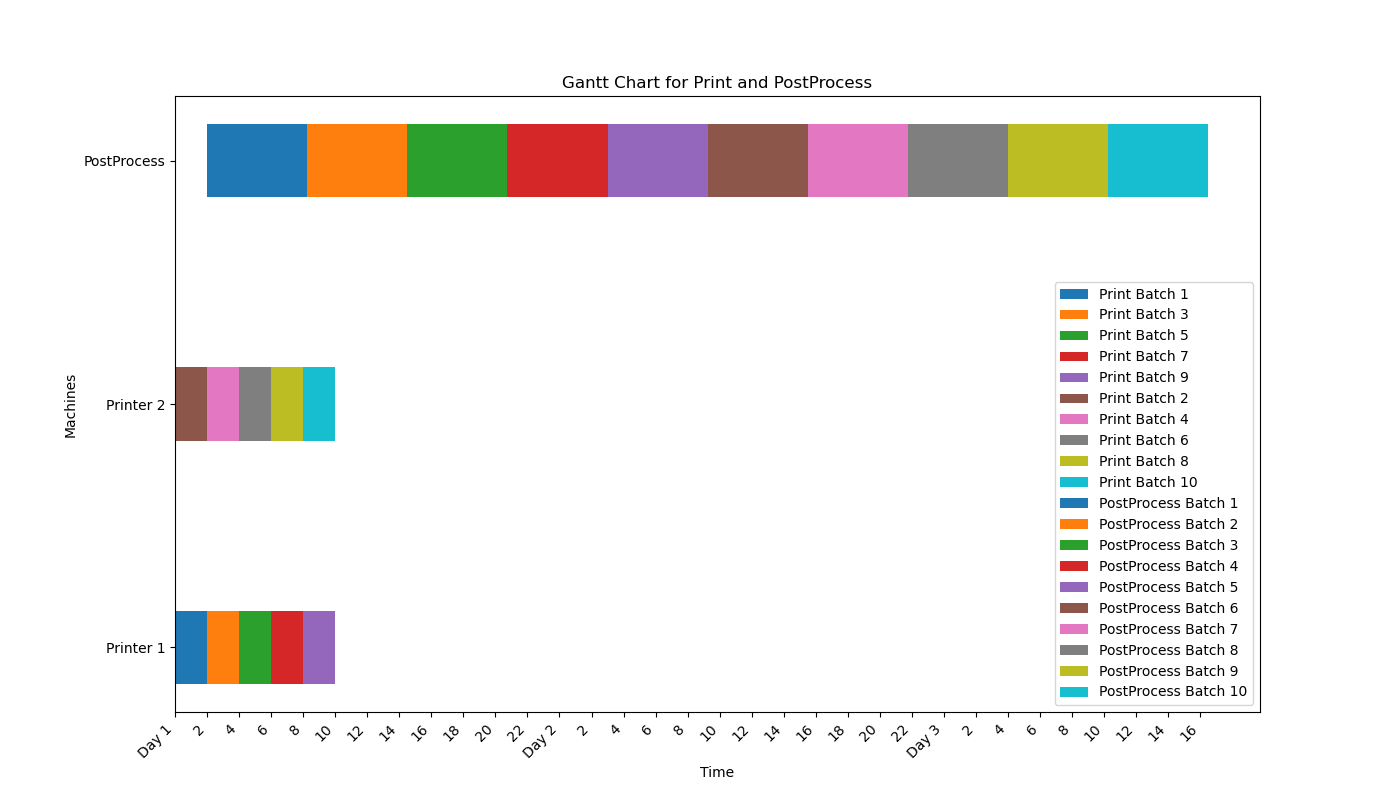 Gantt Chart for Print and PostProcess
PostProcess
Printer 2
Printer 1
Machines
Print Batch 1
Print Batch 3
Print Batch 5
Print Batch 7
Print Batch 9
Print Batch 2
Print Batch 4
Print Batch 6
Print Batch 8
Print Batch 10
PostProcess Batch 1
PostProcess Batch 2
PostProcess Batch 3
PostProcess Batch 4
PostProcess Batch 5
PostProcess Batch 6
PostProcess Batch 7
PostProcess Batch 8
PostProcess Batch 9
PostProcess Batch 10
Day 1 2 4 6 8 10 12 14 16 18 20 22 Day 2 2 4 6 8 10 12 14 16 18 20 22 Day 3 2 4 6 8 10 12 14 16
Time